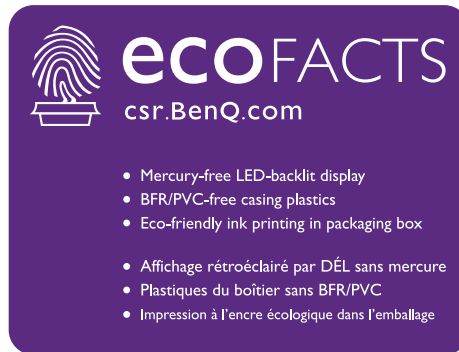 ecoFACTS
csr.BenQ.com
• Mercury-free LED-backlit display
• BFR/PVC-free casing plastics
• Eco-friendly ink printing in packaging box
• Affichage rétroéclairé par DÉL sans mercure
• Plastiques du boîtier sans BFR/PVC
• Impression à l'encre écologique dans l'emballage